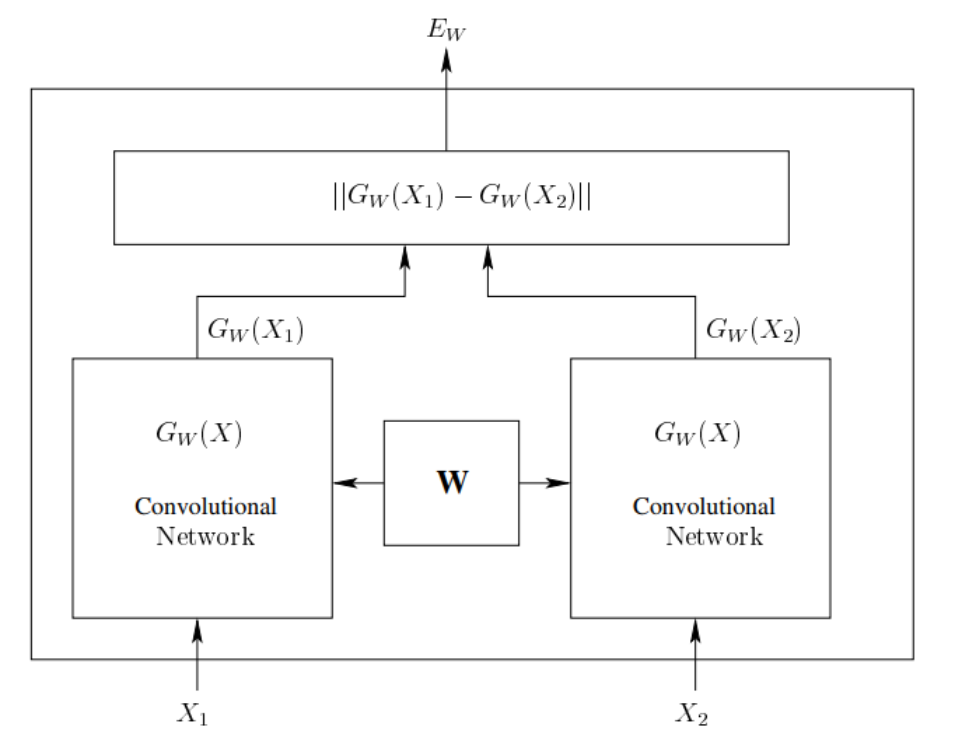 E_W
||G_W(X_1) − G_W(X_2)||
G_W(X_1)
G_W(X_2)
G_W(X)
Convolutional
Network
W
G_W(X)
Convolutional
Network
X_1
X_2